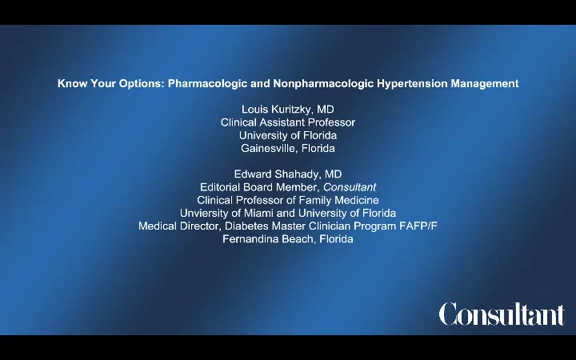 Know Your Options: Pharmacologic and Nonpharmacologic Hypertension Management
Louis Kuritzky, MD
Clinical Assistant Professor
University of Florida
Gainesville, Florida
Edward Shahady, MD
Editorial Board Member, Consultant
Clinical Professor of Family Medicine
Unviersity of Miami and University of Florida
Medical Director, Diabetes Master Clinician Program FAFP/F
Fernandina Beach, Florida
Consultant